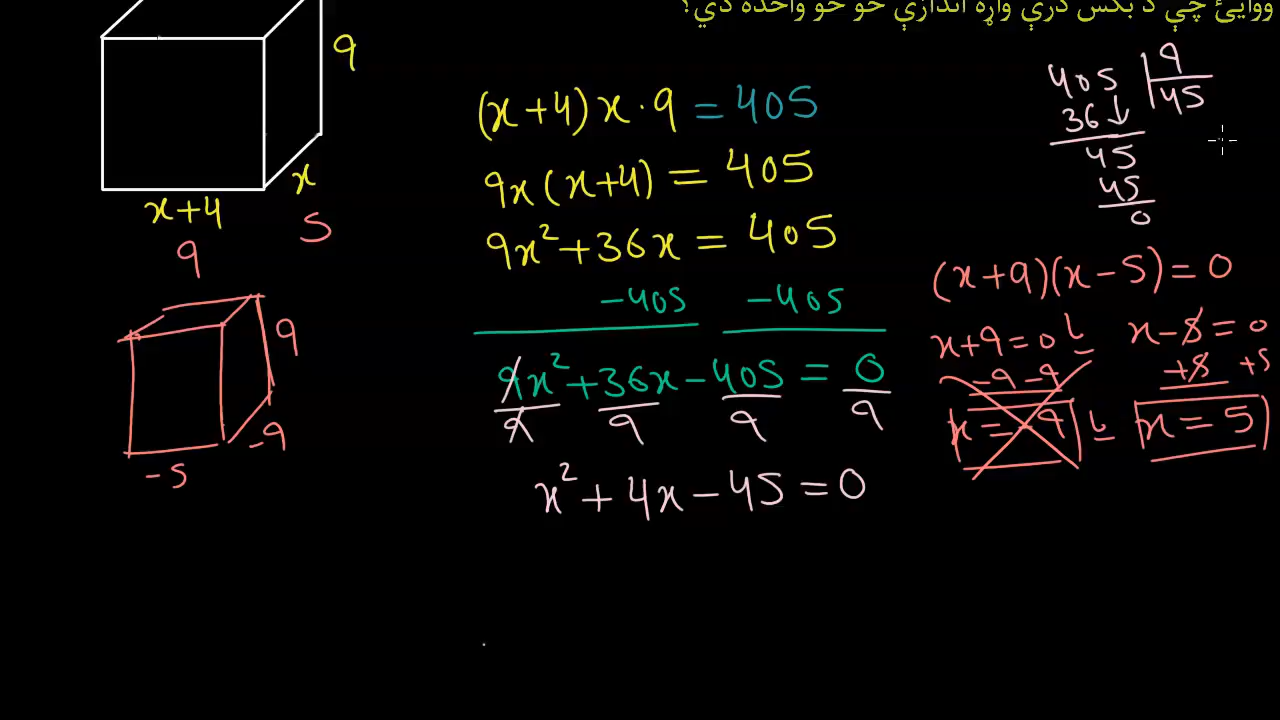 ووايئ چې د بکس درې واړه اندازې څو څو واحده دي؟
9
x+4
x
5
9
9
-9
-5
(x+4)x·9 = 405
9x(x+4) = 405
9x²+36x = 405
-405 -405
9x²+36x-405 = 0
9 9 9 9
x²+4x-45=0
405 9
45
36↓
45
45
0
(x+9)(x-5)=0
x+9=0 یا x-5=0
-9 -9 +5 +5
x=-9 یا x=5